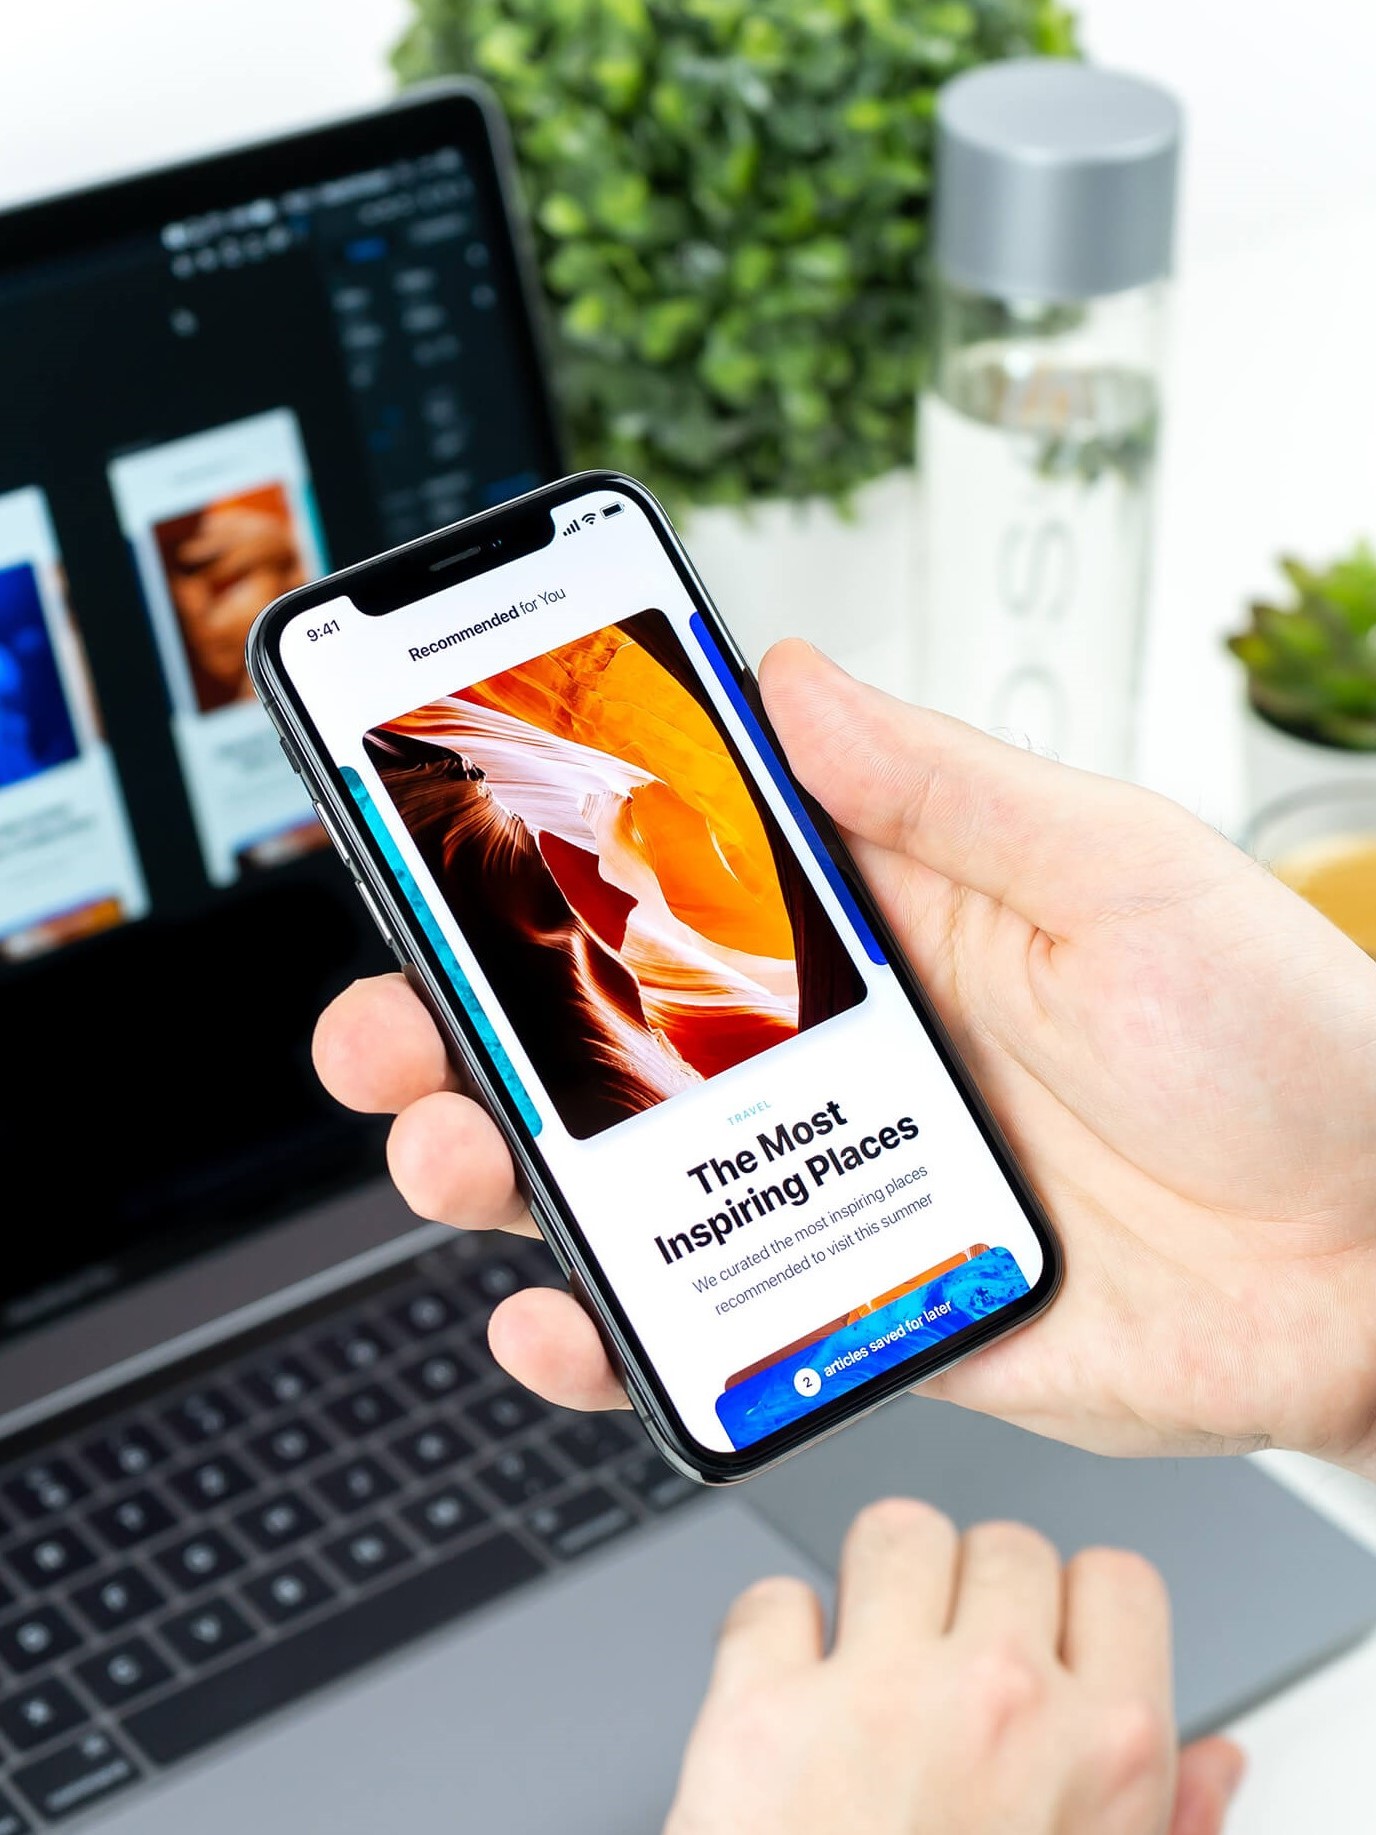 9:41
Recommended for You
TRAVEL
The Most
Inspiring Places
We curated the most inspiring places
recommended to visit this summer
2 articles saved for later